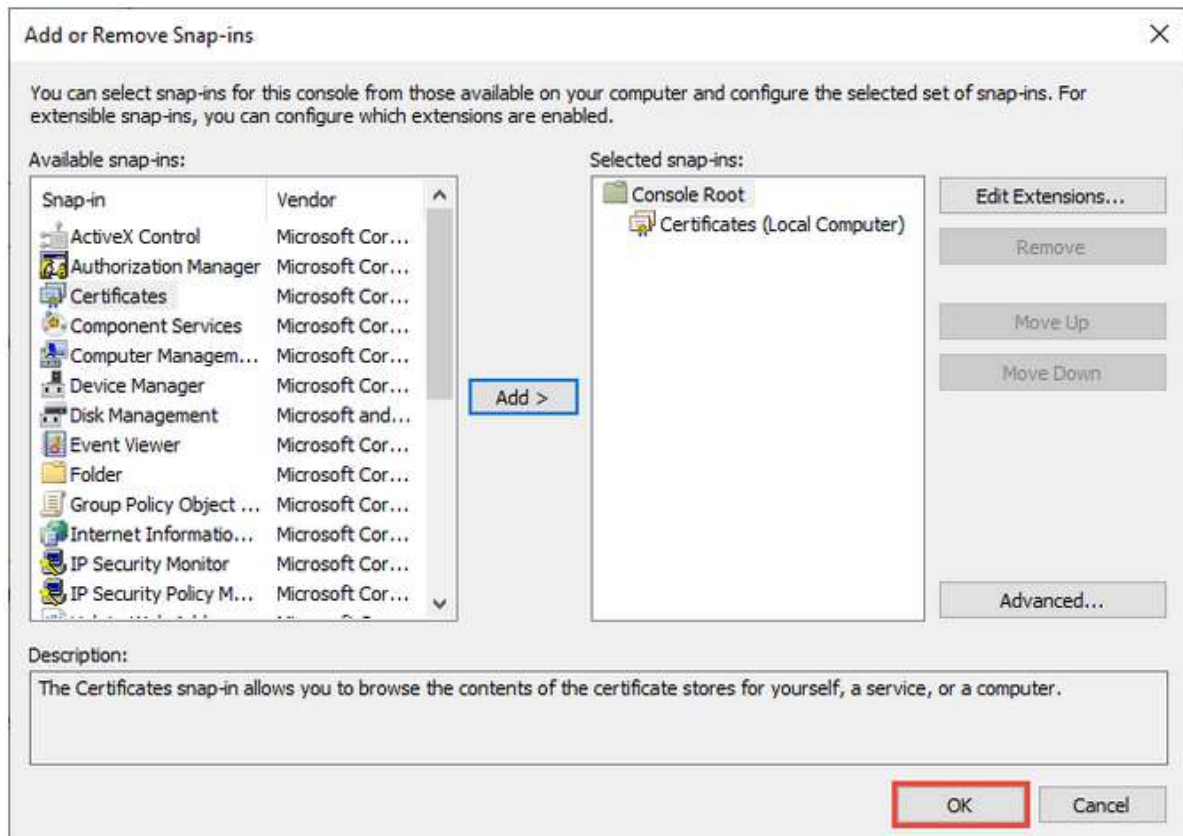 Add or Remove Snap-ins
You can select snap-ins for this console from those available on your computer and configure the selected set of snap-ins. For
extensible snap-ins, you can configure which extensions are enabled.
Available snap-ins:
Snap-in Vendor
ActiveX Control Microsoft Cor...
Authorization Manager Microsoft Cor...
Certificates Microsoft Cor...
Component Services Microsoft Cor...
Computer Managem... Microsoft Cor...
Device Manager Microsoft Cor...
Disk Management Microsoft and...
Event Viewer Microsoft Cor...
Folder Microsoft Cor...
Group Policy Object ... Microsoft Cor...
Internet Informatio... Microsoft Cor...
IP Security Monitor Microsoft Cor...
IP Security Policy M... Microsoft Cor...
Add >
Selected snap-ins:
Console Root
Certificates (Local Computer)
Edit Extensions...
Remove
Move Up
Move Down
Advanced...
Description:
The Certificates snap-in allows you to browse the contents of the certificate stores for yourself, a service, or a computer.
OK Cancel